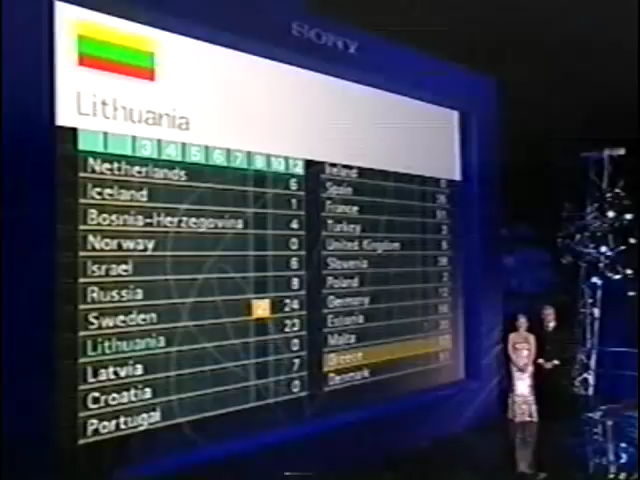 SONY
Lithuania
3 4 5 6 7 8 10 12
Netherlands 6
Iceland 1
Bosnia-Herzegovina 4
Norway 0
Israel 6
Russia 8
Sweden 24
Lithuania 23
Latvia 0
Croatia 7
Portugal 0
Ireland
Spain
France
Turkey
United Kingdom
Slovenia
Poland
Germany
Estonia
Malta
Greece
Denmark